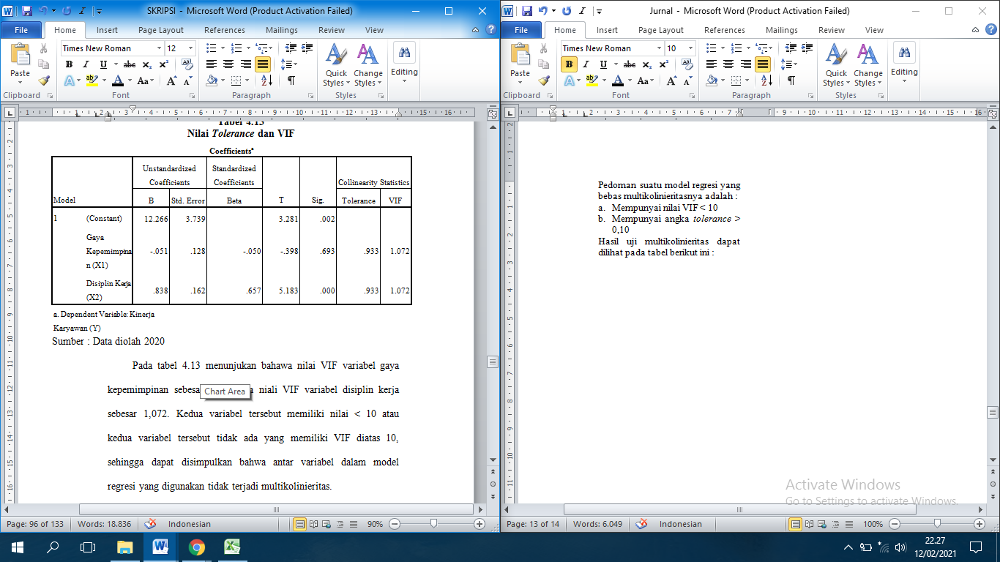 SKRIPSI - Microsoft Word (Product Activation Failed)
File Home Insert Page Layout References Mailings Review View
Times New Roman 12
Paste
Quick Styles
Change Styles
Editing
Clipboard Font Paragraph Styles
Tabel 4.13
Nilai Tolerance dan VIF
Coefficientsa
Model Unstandardized Coefficients Standardized Coefficients T Sig. Collinearity Statistics
B Std. Error Beta Tolerance VIF
1 (Constant) 12.266 3.739 3.281 .002
Gaya Kepemimpina n (X1) -.051 .128 -.050 -.398 .693 .933 1.072
Disiplin Kerja (X2) .838 .162 .657 5.183 .000 .933 1.072
a. Dependent Variable: Kinerja
Karyawan (Y)
Sumber : Data diolah 2020
Pada tabel 4.13 menunjukan bahawa nilai VIF variabel gaya
kepemimpinan niali VIF variabel disiplin kerja
Chart Area
sebesar 1,072. Kedua variabel tersebut memiliki nilai < 10 atau
kedua variabel tersebut tidak ada yang memiliki VIF diatas 10,
sehingga dapat disimpulkan bahwa antar variabel dalam model
regresi yang digunakan tidak terjadi multikolinieritas.
Page: 96 of 133 Words: 18.836 Indonesian 90%
Jurnal - Microsoft Word (Product Activation Failed)
File Home Insert Page Layout References Mailings Review View
Times New Roman 10
Paste
Quick Styles
Change Styles
Editing
Clipboard Font Paragraph Styles
Pedoman suatu model regresi yang
bebas multikolinieritasnya adalah :
a. Mempunyai nilai VIF < 10
b. Mempunyai angka tolerance >
0,10
Hasil uji multikolinieritas dapat
dilihat pada tabel berikut ini :
Activate Windows
Go to Settings to activate Windows.
Page: 13 of 14 Words: 6.049 Indonesian 100%
22.27
12/02/2021